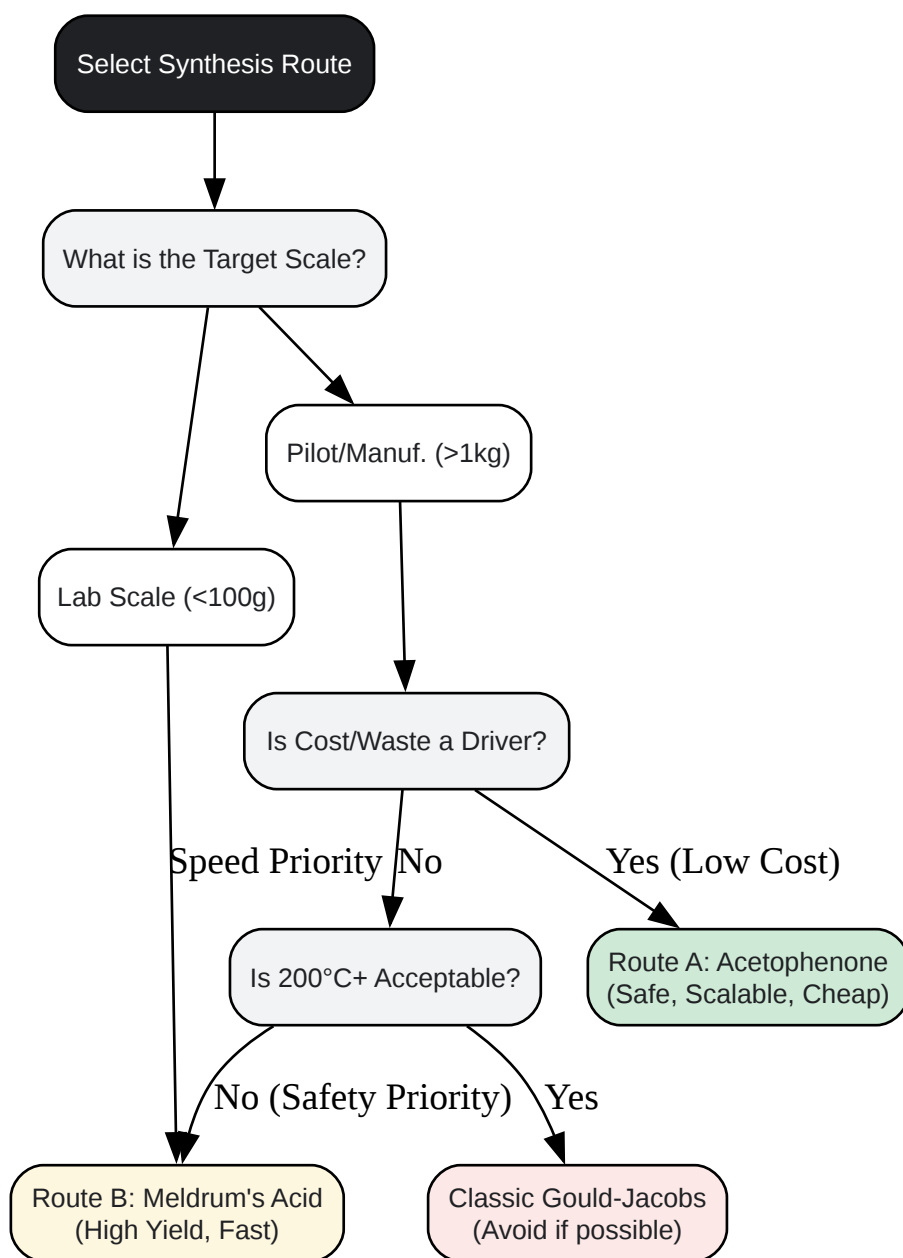 Select Synthesis Route
What is the Target Scale?
Pilot/Manuf. (>1kg)
Lab Scale (<100g)
Is Cost/Waste a Driver?
Speed Priority
No
Yes (Low Cost)
Is 200°C+ Acceptable?
Route A: Acetophenone
(Safe, Scalable, Cheap)
No (Safety Priority)
Yes
Route B: Meldrum's Acid
(High Yield, Fast)
Classic Gould-Jacobs
(Avoid if possible)